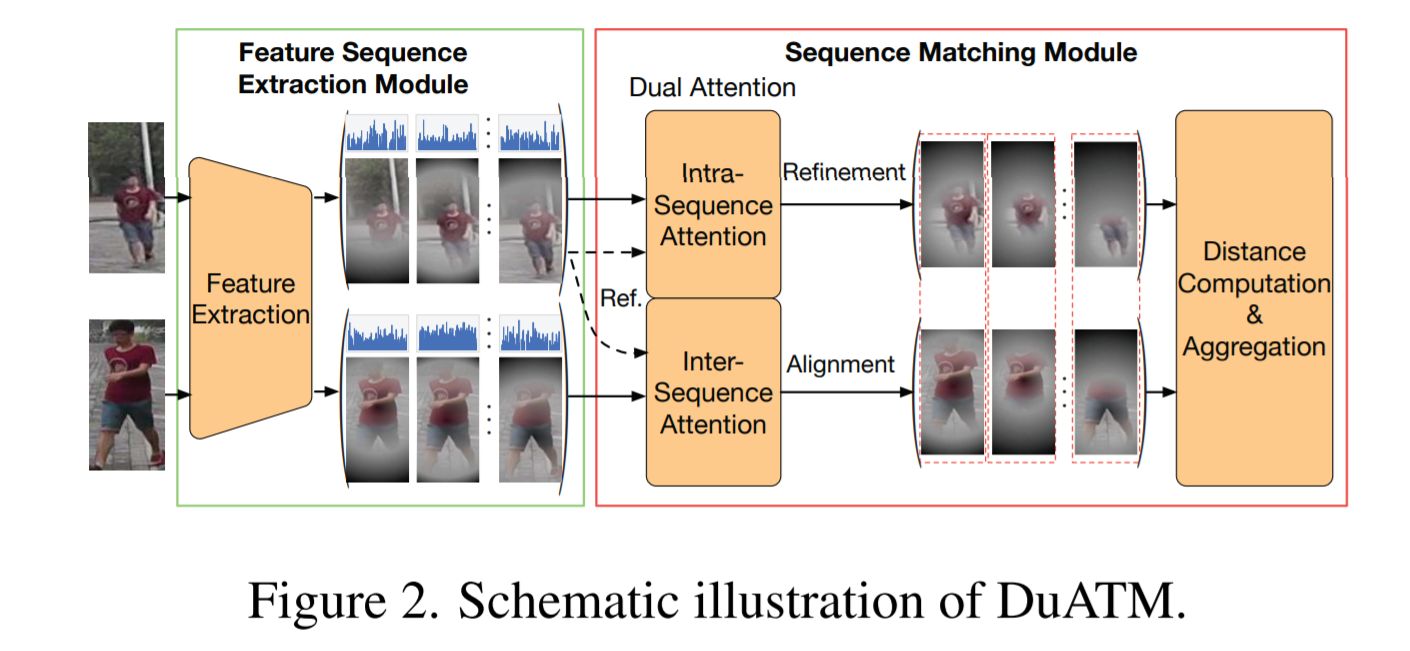 Feature Sequence
Extraction Module
Sequence Matching Module
Dual Attention
Feature
Extraction
Intra-
Sequence
Attention
Refinement
Ref.
Inter-
Sequence
Attention
Alignment
Distance
Computation
&
Aggregation
Figure 2. Schematic illustration of DuATM.